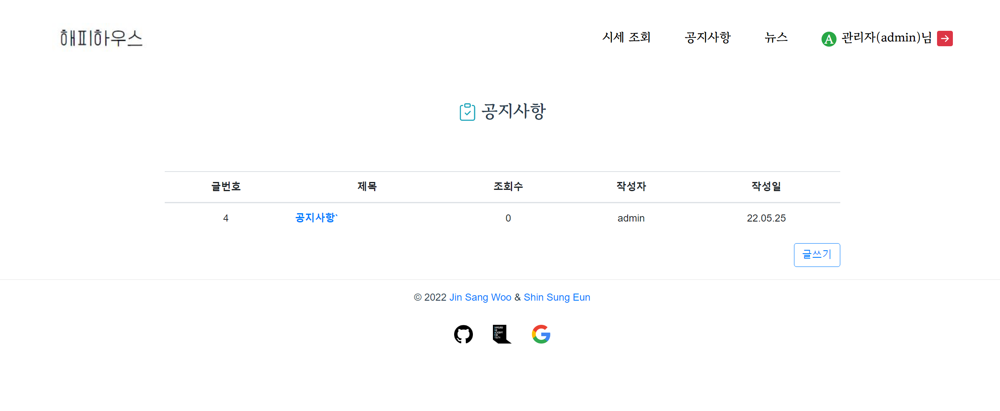 해피하우스
시세 조회 공지사항 뉴스 A 관리자(admin)님
공지사항
글번호 제목 조회수 작성자 작성일
4 공지사항` 0 admin 22.05.25
글쓰기
© 2022 Jin Sang Woo & Shin Sung Eun
SAMSUNG
SW
ACADEMY
FOR
YOUTH